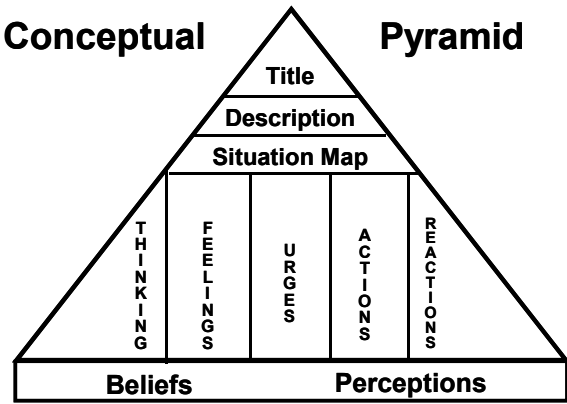 Conceptual Pyramid
Title
Description
Situation Map
THINKING
FEELINGS
URGES
ACTIONS
REACTIONS
Beliefs Perceptions